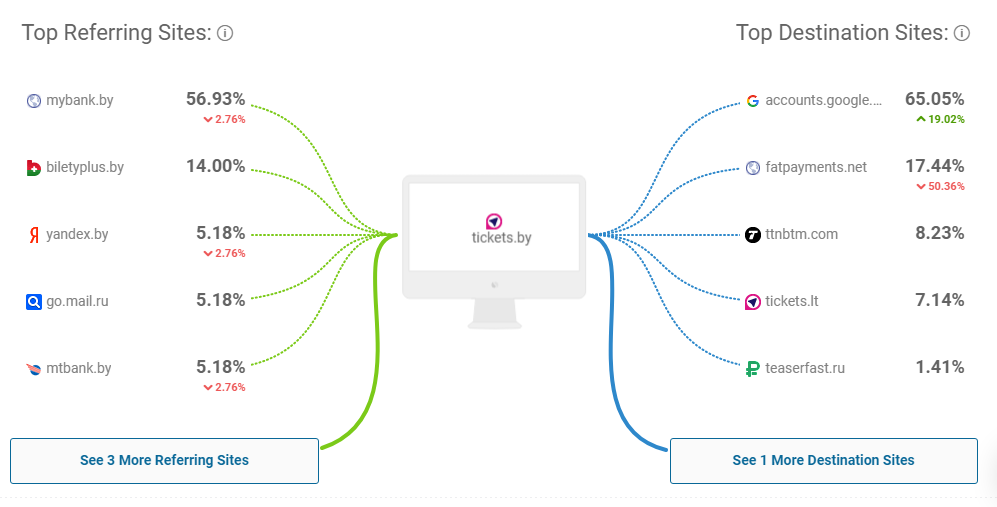 Top Referring Sites:
Top Destination Sites:
mybank.by 56.93%
2.76%
biletyplus.by 14.00%
yandex.by 5.18%
2.76%
go.mail.ru 5.18%
mtbank.by 5.18%
2.76%
tickets.by
accounts.google.... 65.05%
19.02%
fatpayments.net 17.44%
50.36%
ttnbtm.com 8.23%
tickets.lt 7.14%
teaserfast.ru 1.41%
See 3 More Referring Sites
See 1 More Destination Sites